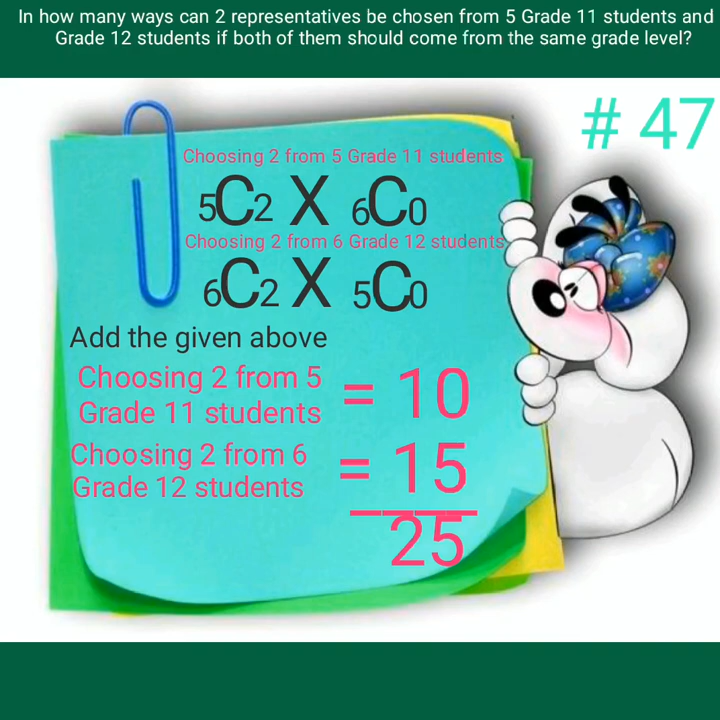 In how many ways can 2 representatives be chosen from 5 Grade 11 students and
Grade 12 students if both of them should come from the same grade level?
# 47
Choosing 2 from 5 Grade 11 students
5C2 X 6C0
Choosing 2 from 6 Grade 12 students
6C2 X 5C0
Add the given above
Choosing 2 from 5
Grade 11 students = 10
Choosing 2 from 6
Grade 12 students = 15
25